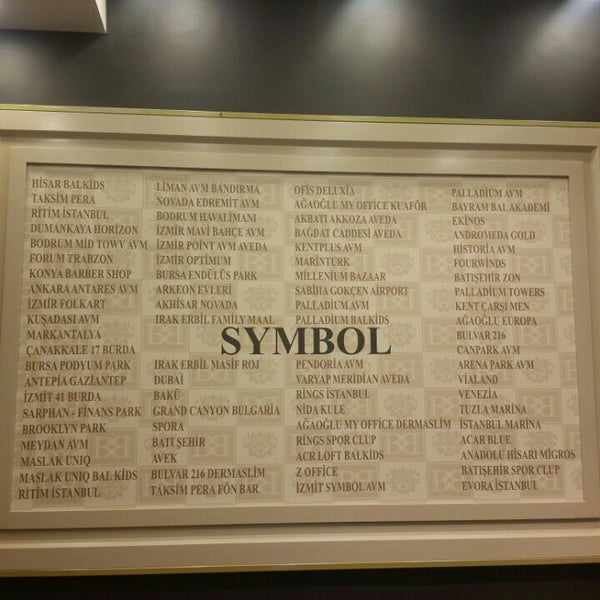 HİSAR BALKİDS
TAKSİM PERA
RİTİM İSTANBUL
DUMANKAYA HORİZON
BODRUM MİD TOWV AVM
FORUM TRABZON
KONYA BARBER SHOP
ANKARA ANTARES AVM
İZMİR FOLKART
KUŞADASI AVM
MARKANTALYA
ÇANAKKALE 17 BURDA
BURSA PODYUM PARK
ANTEPİA GAZİANTEP
İZMİT 41 BURDA
SARPHAN - FİNANS PARK
BROOKLYN PARK
MEYDAN AVM
MASLAK UNIQ
MASLAK UNIQ BAL KİDS
RİTİM İSTANBUL
LİMAN AVM BANDIRMA
NOVADA EDREMİT AVM
BODRUM HAVALİMANI
İZMİR MAVİ BAHÇE AVM
İZMİR POİNT AVM AVEDA
İZMİR OPTİMUM
BURSA ENDÜLÜS PARK
ARKEON EVLERİ
AKHİSAR NOVADA
IRAK ERBİL FAMILY MAAL
SYMBOL
IRAK ERBİL MASİF ROJ
DUBAİ
BAKÜ
GRAND CANYON BULGARİA
SPORA
BATI ŞEHİR
AVEK
BULVAR 216 DERMASLİM
TAKSİM PERA FÖN BAR
OFİS DELUXİA
AĞAOĞLU MY OFFICE KUAFÖR
AKBATI AKKOZA AVEDA
BAGDAT CADDESİ AVEDA
KENTPLUS AVM
MARİNTURK
MİLLENİUM BAZAAR
SABİHA GOKÇEN AİRPORT
PALLADİUM AVM
PALLADİUM BALKİDS
PENDORİA AVM
VARYAP MERİDİAN AVEDA
RİNGS İSTANBUL
NİDA KULE
AĞAOĞLU MY OFFICE DERMASLİM
RİNGS SPOR CLUP
ACR LOFT BALKİDS
Z OFFİCE
İZMİT SYMBOL AVM
PALLADİUM AVM
BAYRAM BAL AKADEMİ
EKİNOS
ANDROMEDA GOLD
HİSTORİA AVM
FOURWİNDS
BATIŞEHİR ZON
PALLADİUM TOWERS
KENT ÇARŞI MEN
AĞAOĞLU EUROPA
BULVAR 216
CANPARK AVM
ARENA PARK AVM
VİALAND
VENEZİA
TUZLA MARİNA
İSTANBUL MARİNA
ACAR BLUE
ANADOLU HİSARI MİGROS
BATIŞEHİR SPOR CLUP
EVORA İSTANBUL